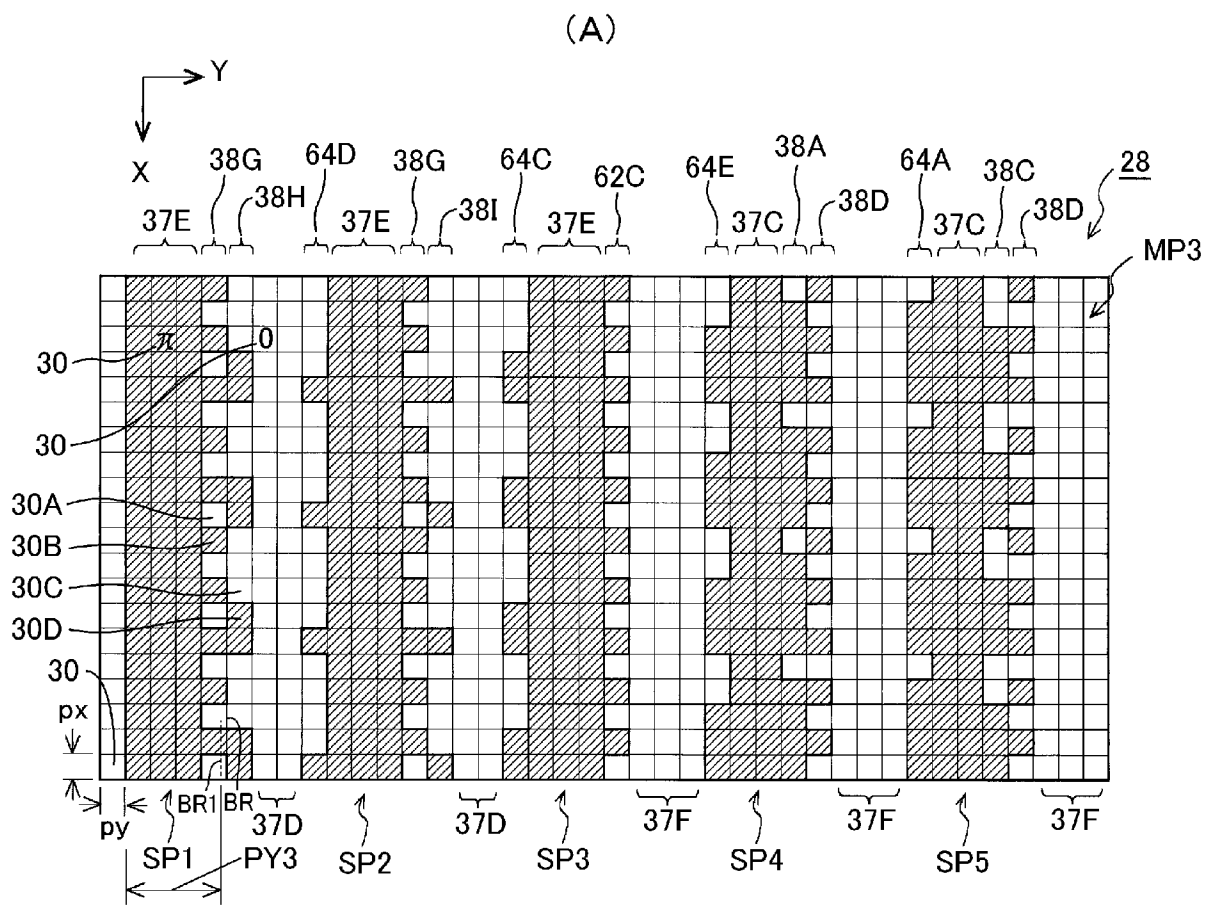 (A)
Y
X
38G 64D 38G 64C 62C 64E 38A 64A 38C 28
38H 38I 38D 38D
37E 37E 37E 37C 37C
MP3
30 π 0
30
30A
30B
30C
30D
30
px
BR1 BR
py 37D 37D 37F 37F 37F
SP1 PY3 SP2 SP3 SP4 SP5